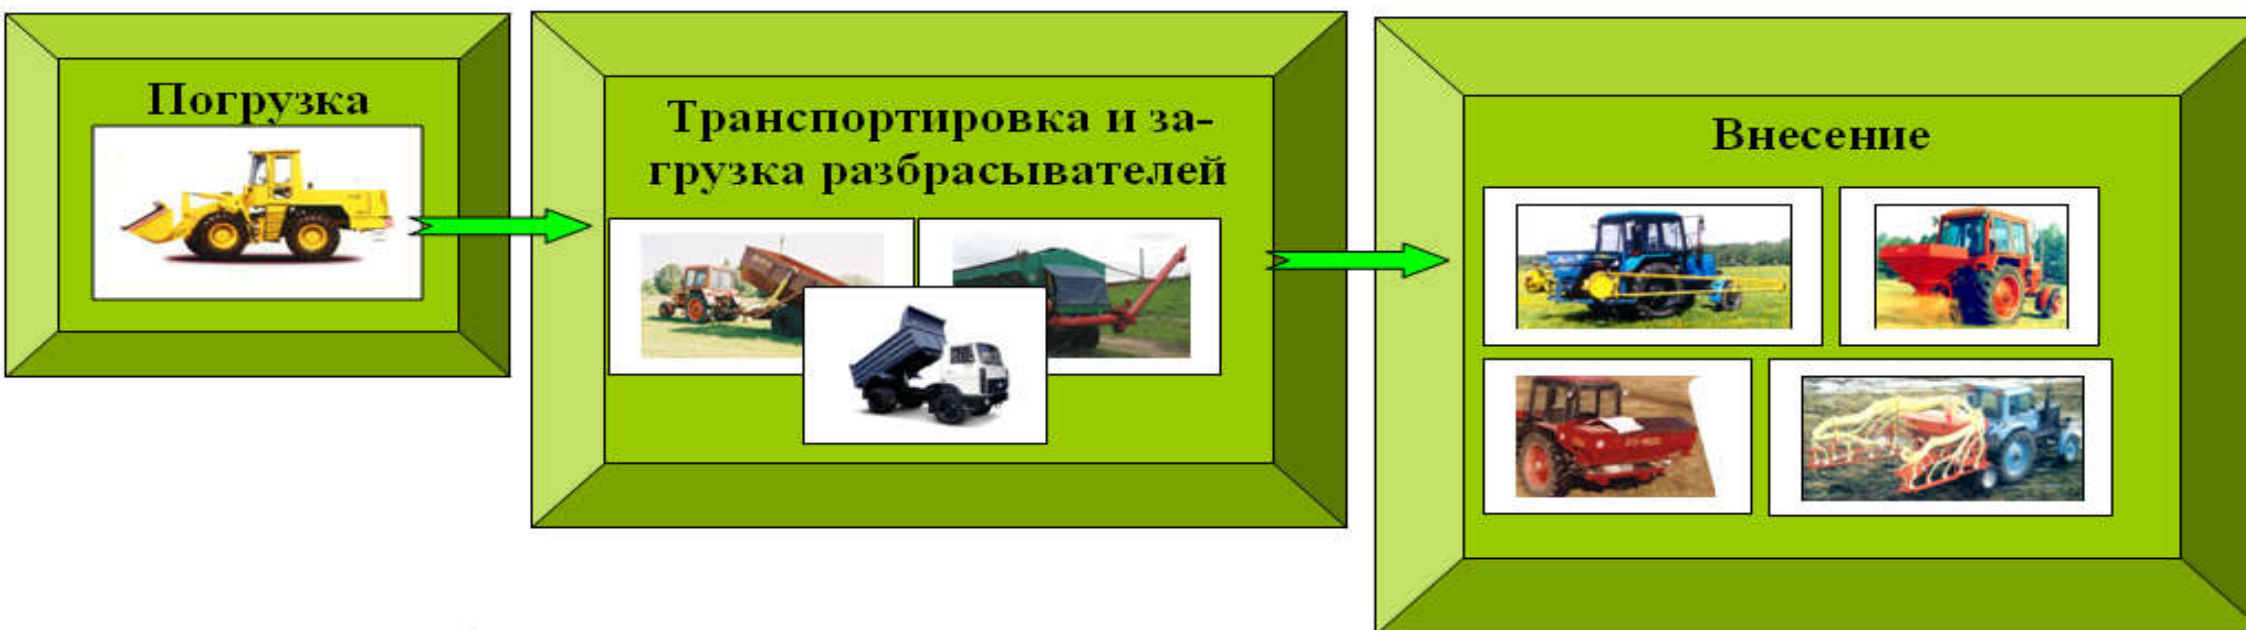 Погрузка
Транспортировка и за-
грузка разбрасывателей
Внесение